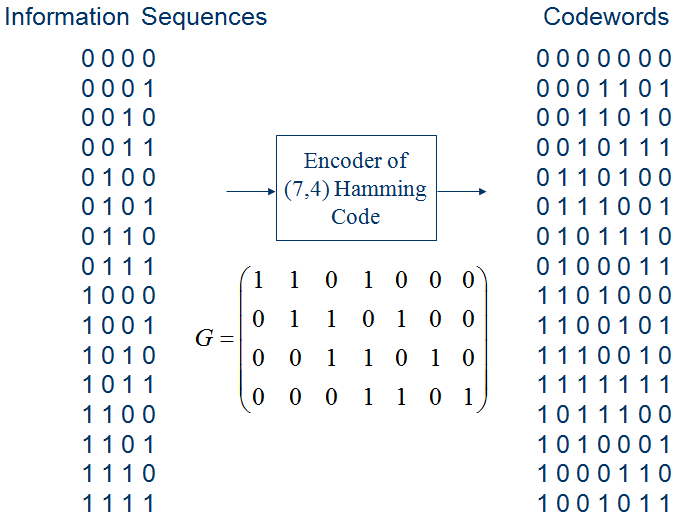 Information Sequences Codewords
0 0 0 0 0 0 0 0 0 0 0
0 0 0 1 0 0 0 1 1 0 1
0 0 1 0 0 0 1 1 0 1 0
0 0 1 1 0 0 1 0 1 1 1
0 1 0 0 0 1 1 0 1 0 0
0 1 0 1 0 1 1 1 0 0 1
0 1 1 0 0 1 0 1 1 1 0
0 1 1 1 0 1 0 0 0 1 1
1 0 0 0 1 1 0 1 0 0 0
1 0 0 1 1 1 0 0 1 0 1
1 0 1 0 1 1 1 0 0 1 0
1 0 1 1 1 1 1 1 1 1 1
1 1 0 0 1 0 1 1 1 0 0
1 1 0 1 1 0 1 0 0 0 1
1 1 1 0 1 0 0 0 1 1 0
1 1 1 1 1 0 0 1 0 1 1
Encoder of
(7,4) Hamming
Code
G =
1 1 0 1 0 0 0
0 1 1 0 1 0 0
0 0 1 1 0 1 0
0 0 0 1 1 0 1